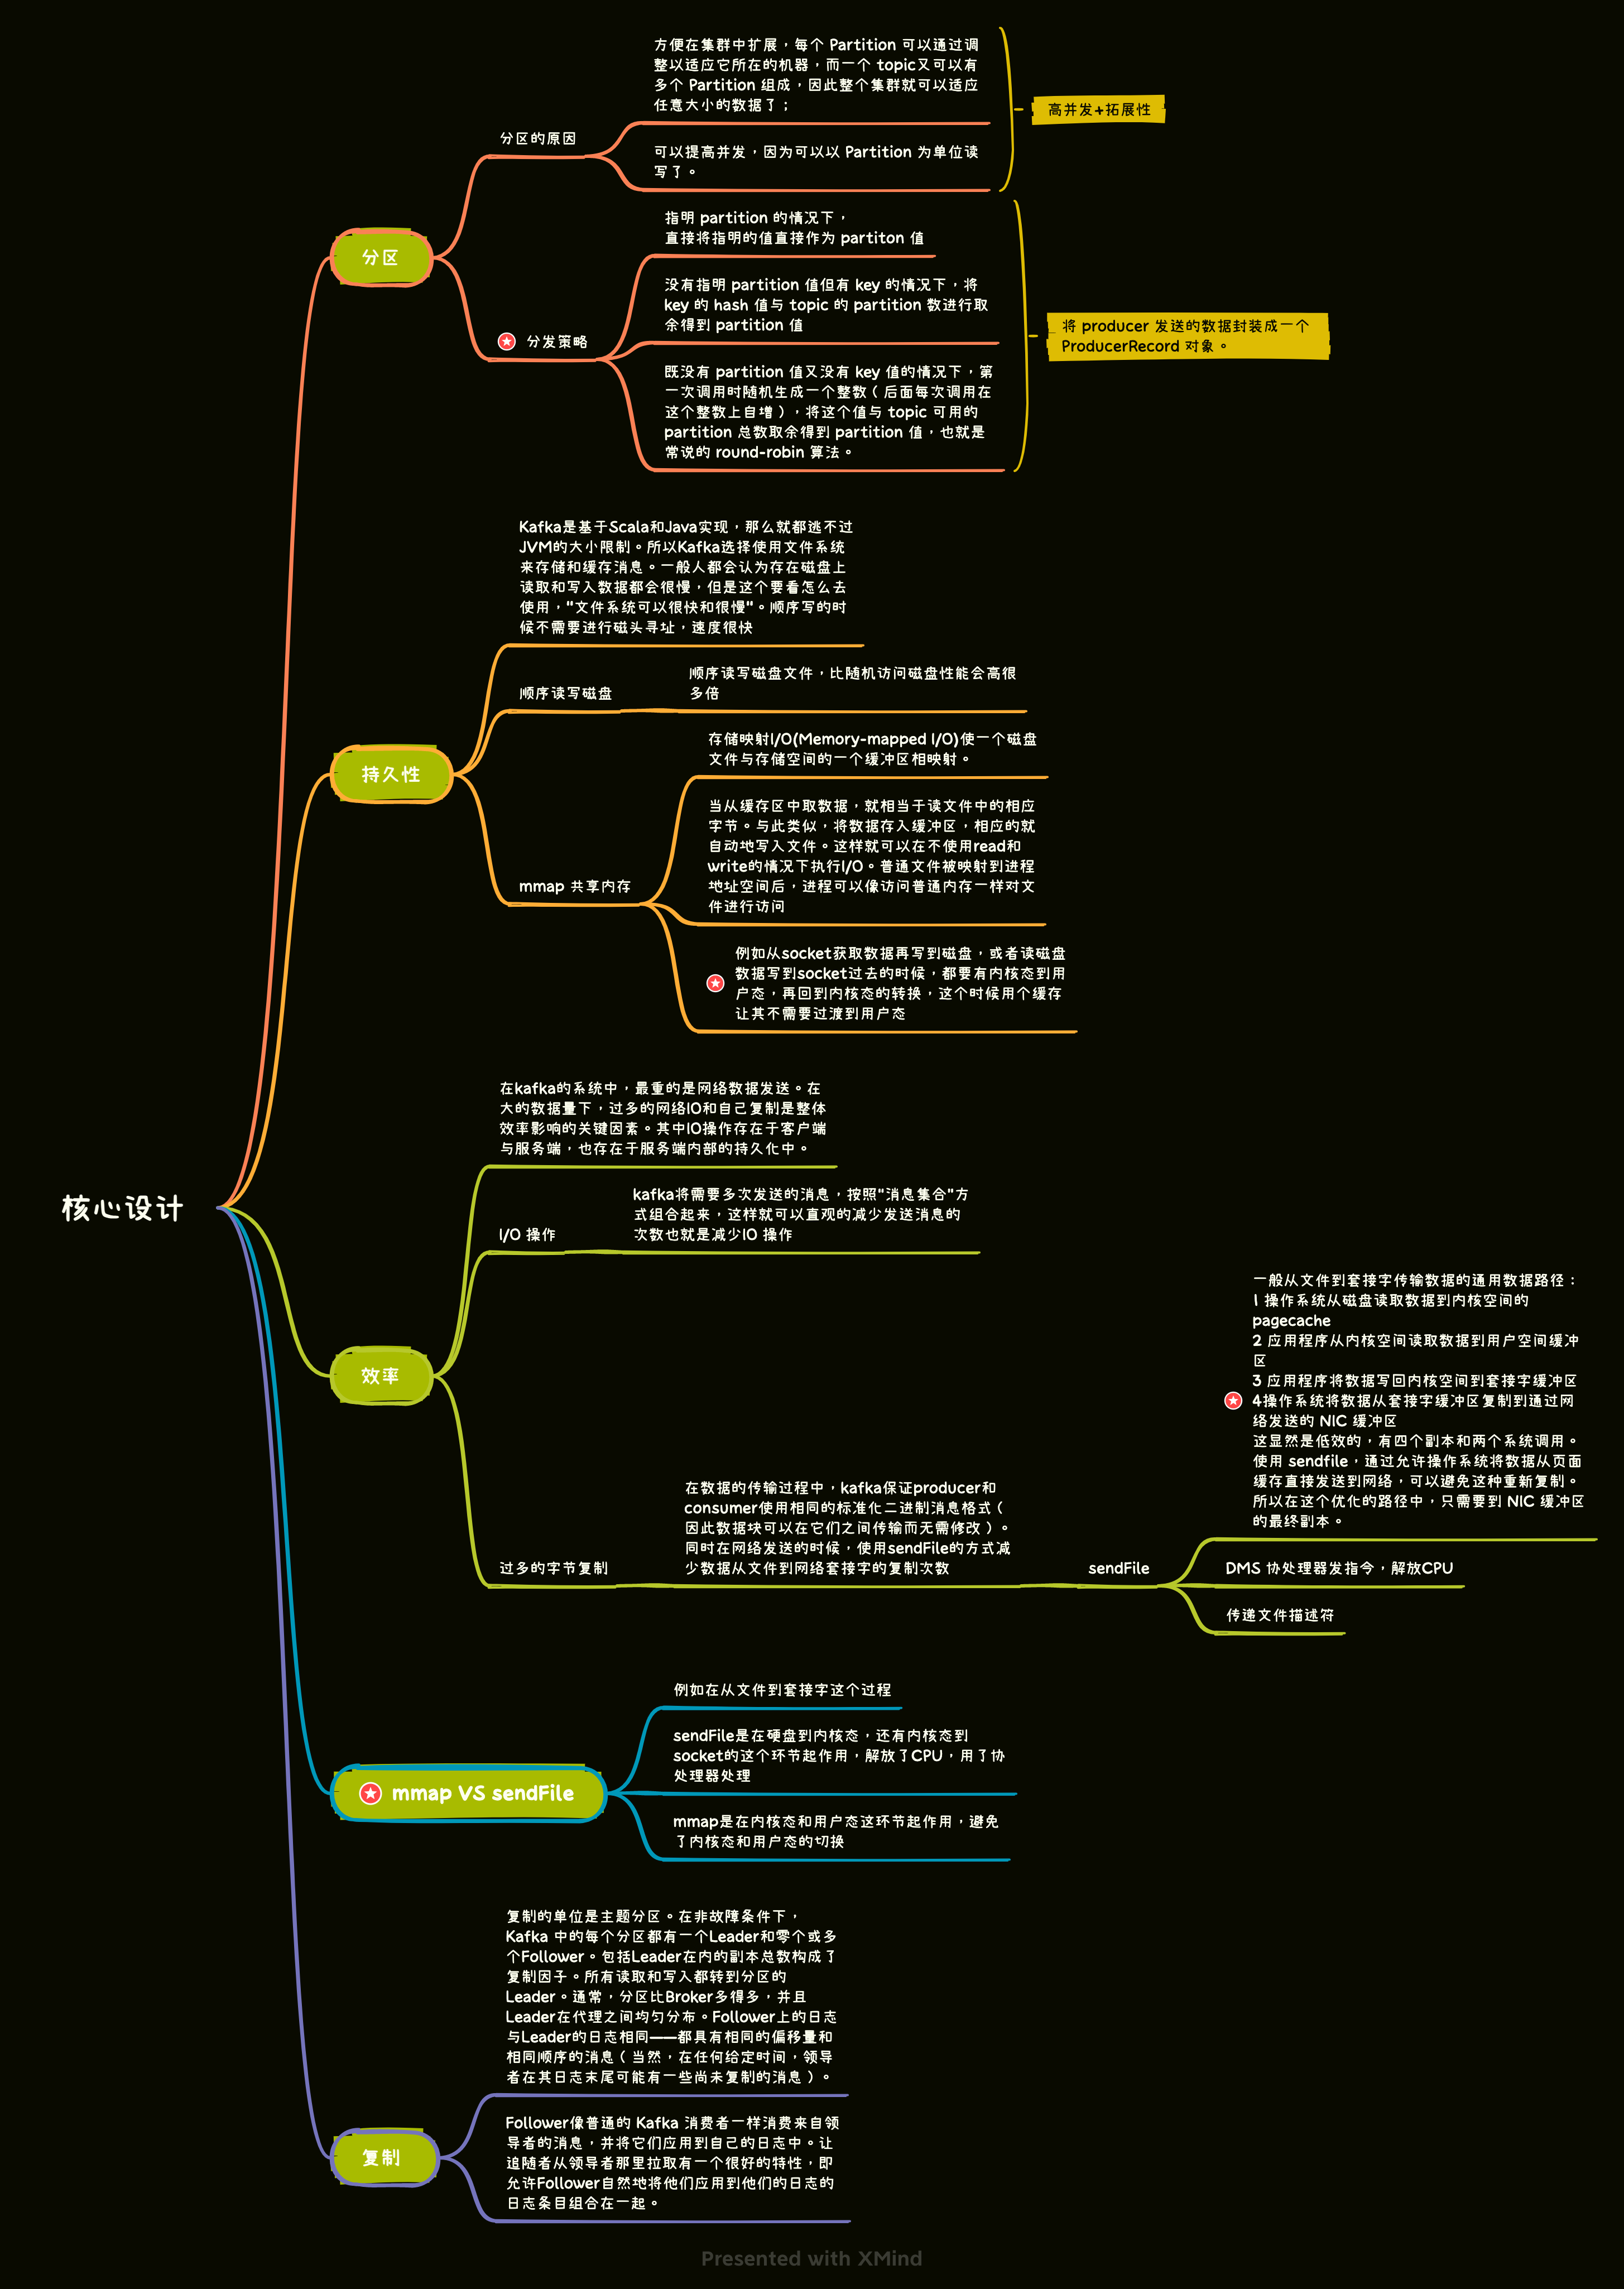 核心设计
分区
分区的原因
方便在集群中扩展，每个 Partition 可以通过调
整以适应它所在的机器，而一个 topic又可以有
多个 Partition 组成，因此整个集群就可以适应
任意大小的数据了；
可以提高并发，因为可以以 Partition 为单位读
写了。
高并发+拓展性
分发策略
指明 partition 的情况下，
直接将指明的值直接作为 partiton 值
没有指明 partition 值但有 key 的情况下，将
key 的 hash 值与 topic 的 partition 数进行取
余得到 partition 值
既没有 partition 值又没有 key 值的情况下，第
一次调用时随机生成一个整数（后面每次调用在
这个整数上自增），将这个值与 topic 可用的
partition 总数取余得到 partition 值，也就是
常说的 round-robin 算法。
将 producer 发送的数据封装成一个
ProducerRecord 对象。
持久性
Kafka是基于Scala和Java实现，那么就都逃不过
JVM的大小限制。所以Kafka选择使用文件系统
来存储和缓存消息。一般人都会认为存在磁盘上
读取和写入数据都会很慢，但是这个要看怎么去
使用，"文件系统可以很快和很慢"。顺序写的时
候不需要进行磁头寻址，速度很快
顺序读写磁盘
顺序读写磁盘文件，比随机访问磁盘性能会高很
多倍
mmap 共享内存
存储映射I/O(Memory-mapped I/O)使一个磁盘
文件与存储空间的一个缓冲区相映射。
当从缓存区中取数据，就相当于读文件中的相应
字节。与此类似，将数据存入缓冲区，相应的就
自动地写入文件。这样就可以在不使用read和
write的情况下执行I/O。普通文件被映射到进程
地址空间后，进程可以像访问普通内存一样对文
件进行访问
例如从socket获取数据再写到磁盘，或者读磁盘
数据写到socket过去的时候，都要有内核态到用
户态，再回到内核态的转换，这个时候用个缓存
让其不需要过渡到用户态
效率
在kafka的系统中，最重的是网络数据发送。在
大的数据量下，过多的网络IO和自己复制是整体
效率影响的关键因素。其中IO操作存在于客户端
与服务端，也存在于服务端内部的持久化中。
I/O 操作
kafka将需要多次发送的消息，按照"消息集合"方
式组合起来，这样就可以直观的减少发送消息的
次数也就是减少IO 操作
过多的字节复制
在数据的传输过程中，kafka保证producer和
consumer使用相同的标准化二进制消息格式（
因此数据块可以在它们之间传输而无需修改）。
同时在网络发送的时候，使用sendFile的方式减
少数据从文件到网络套接字的复制次数
sendFile
一般从文件到套接字传输数据的通用数据路径：
1 操作系统从磁盘读取数据到内核空间的
pagecache
2 应用程序从内核空间读取数据到用户空间缓冲
区
3 应用程序将数据写回内核空间到套接字缓冲区
4操作系统将数据从套接字缓冲区复制到通过网
络发送的 NIC 缓冲区
这显然是低效的，有四个副本和两个系统调用。
使用 sendfile，通过允许操作系统将数据从页面
缓存直接发送到网络，可以避免这种重新复制。
所以在这个优化的路径中，只需要到 NIC 缓冲区
的最终副本。
DMS 协处理器发指令，解放CPU
传递文件描述符
mmap VS sendFile
例如在从文件到套接字这个过程
sendFile是在硬盘到内核态，还有内核态到
socket的这个环节起作用，解放了CPU，用了协
处理器处理
mmap是在内核态和用户态这环节起作用，避免
了内核态和用户态的切换
复制
复制的单位是主题分区。在非故障条件下，
Kafka 中的每个分区都有一个Leader和零个或多
个Follower。包括Leader在内的副本总数构成了
复制因子。所有读取和写入都转到分区的
Leader。通常，分区比Broker多得多，并且
Leader在代理之间均匀分布。Follower上的日志
与Leader的日志相同——都具有相同的偏移量和
相同顺序的消息（当然，在任何给定时间，领导
者在其日志末尾可能有一些尚未复制的消息）。
Follower像普通的 Kafka 消费者一样消费来自领
导者的消息，并将它们应用到自己的日志中。让
追随者从领导者那里拉取有一个很好的特性，即
允许Follower自然地将他们应用到他们的日志的
日志条目组合在一起。
Presented with XMind